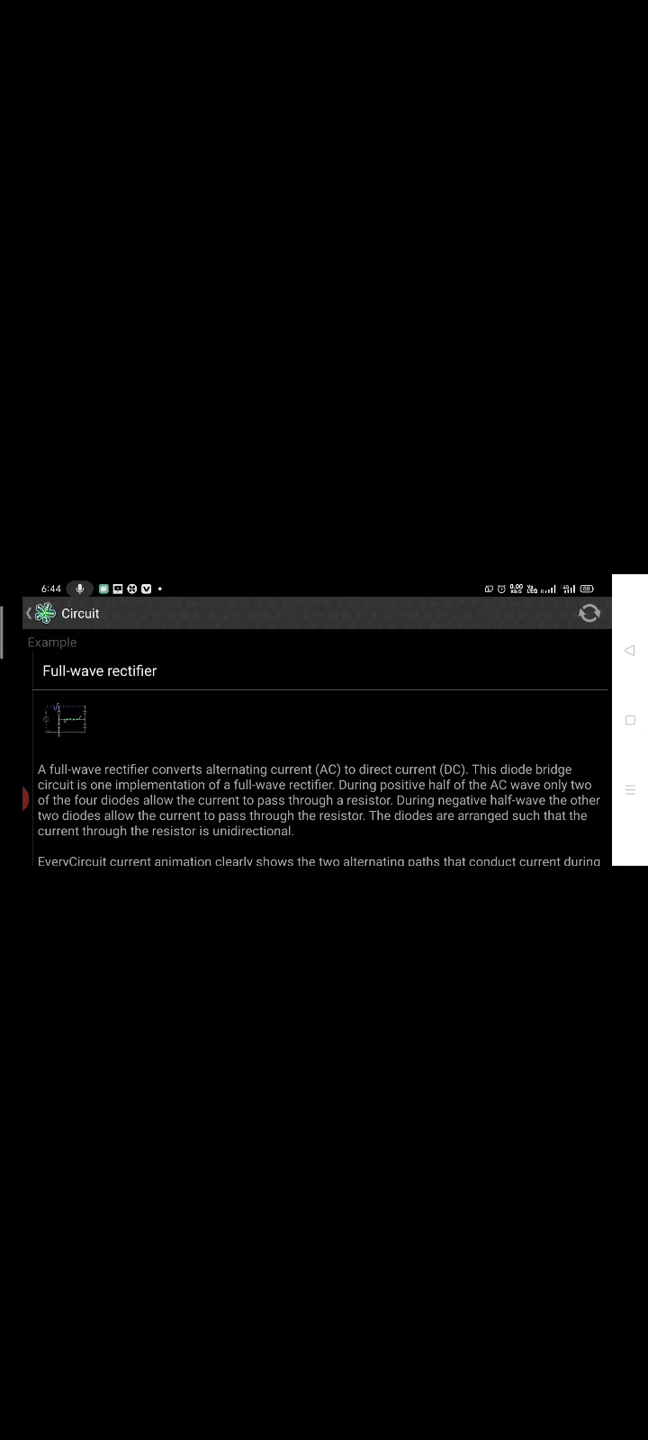 6:44
Circuit
Example
Full-wave rectifier
A full-wave rectifier converts alternating current (AC) to direct current (DC). This diode bridge
circuit is one implementation of a full-wave rectifier. During positive half of the AC wave only two
of the four diodes allow the current to pass through a resistor. During negative half-wave the other
two diodes allow the current to pass through the resistor. The diodes are arranged such that the
current through the resistor is unidirectional.
EveryCircuit current animation clearly shows the two alternating paths that conduct current during